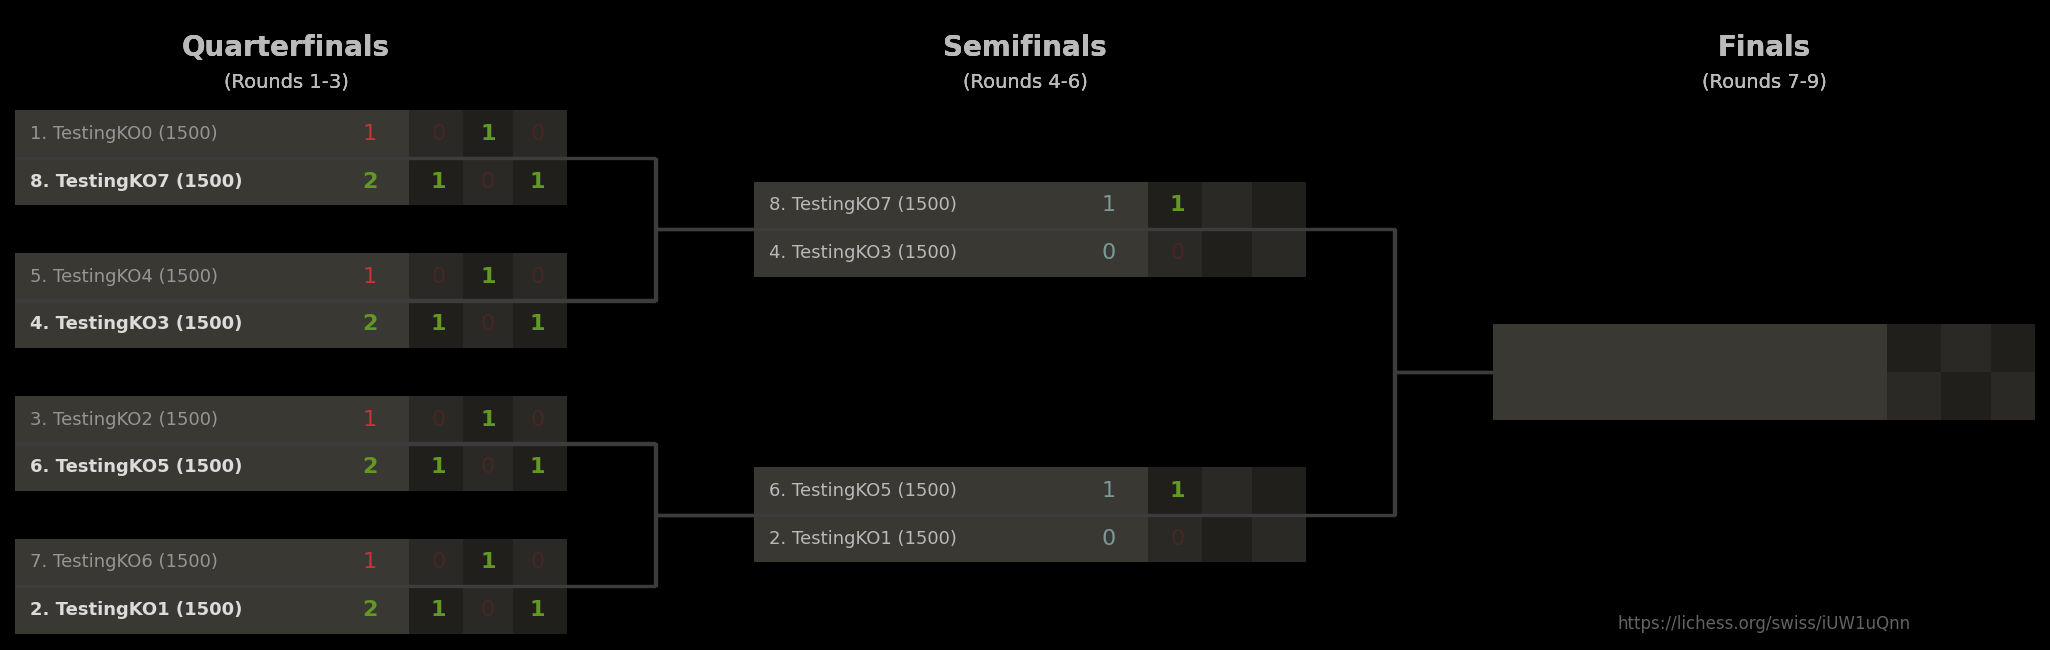 Quarterfinals
(Rounds 1-3)
1. TestingKO0 (1500) 1 0 1 0
8. TestingKO7 (1500) 2 1 0 1
5. TestingKO4 (1500) 1 0 1 0
4. TestingKO3 (1500) 2 1 0 1
3. TestingKO2 (1500) 1 0 1 0
6. TestingKO5 (1500) 2 1 0 1
7. TestingKO6 (1500) 1 0 1 0
2. TestingKO1 (1500) 2 1 0 1
Semifinals
(Rounds 4-6)
8. TestingKO7 (1500) 1 1
4. TestingKO3 (1500) 0 0
6. TestingKO5 (1500) 1 1
2. TestingKO1 (1500) 0 0
Finals
(Rounds 7-9)
https://lichess.org/swiss/iUW1uQnn